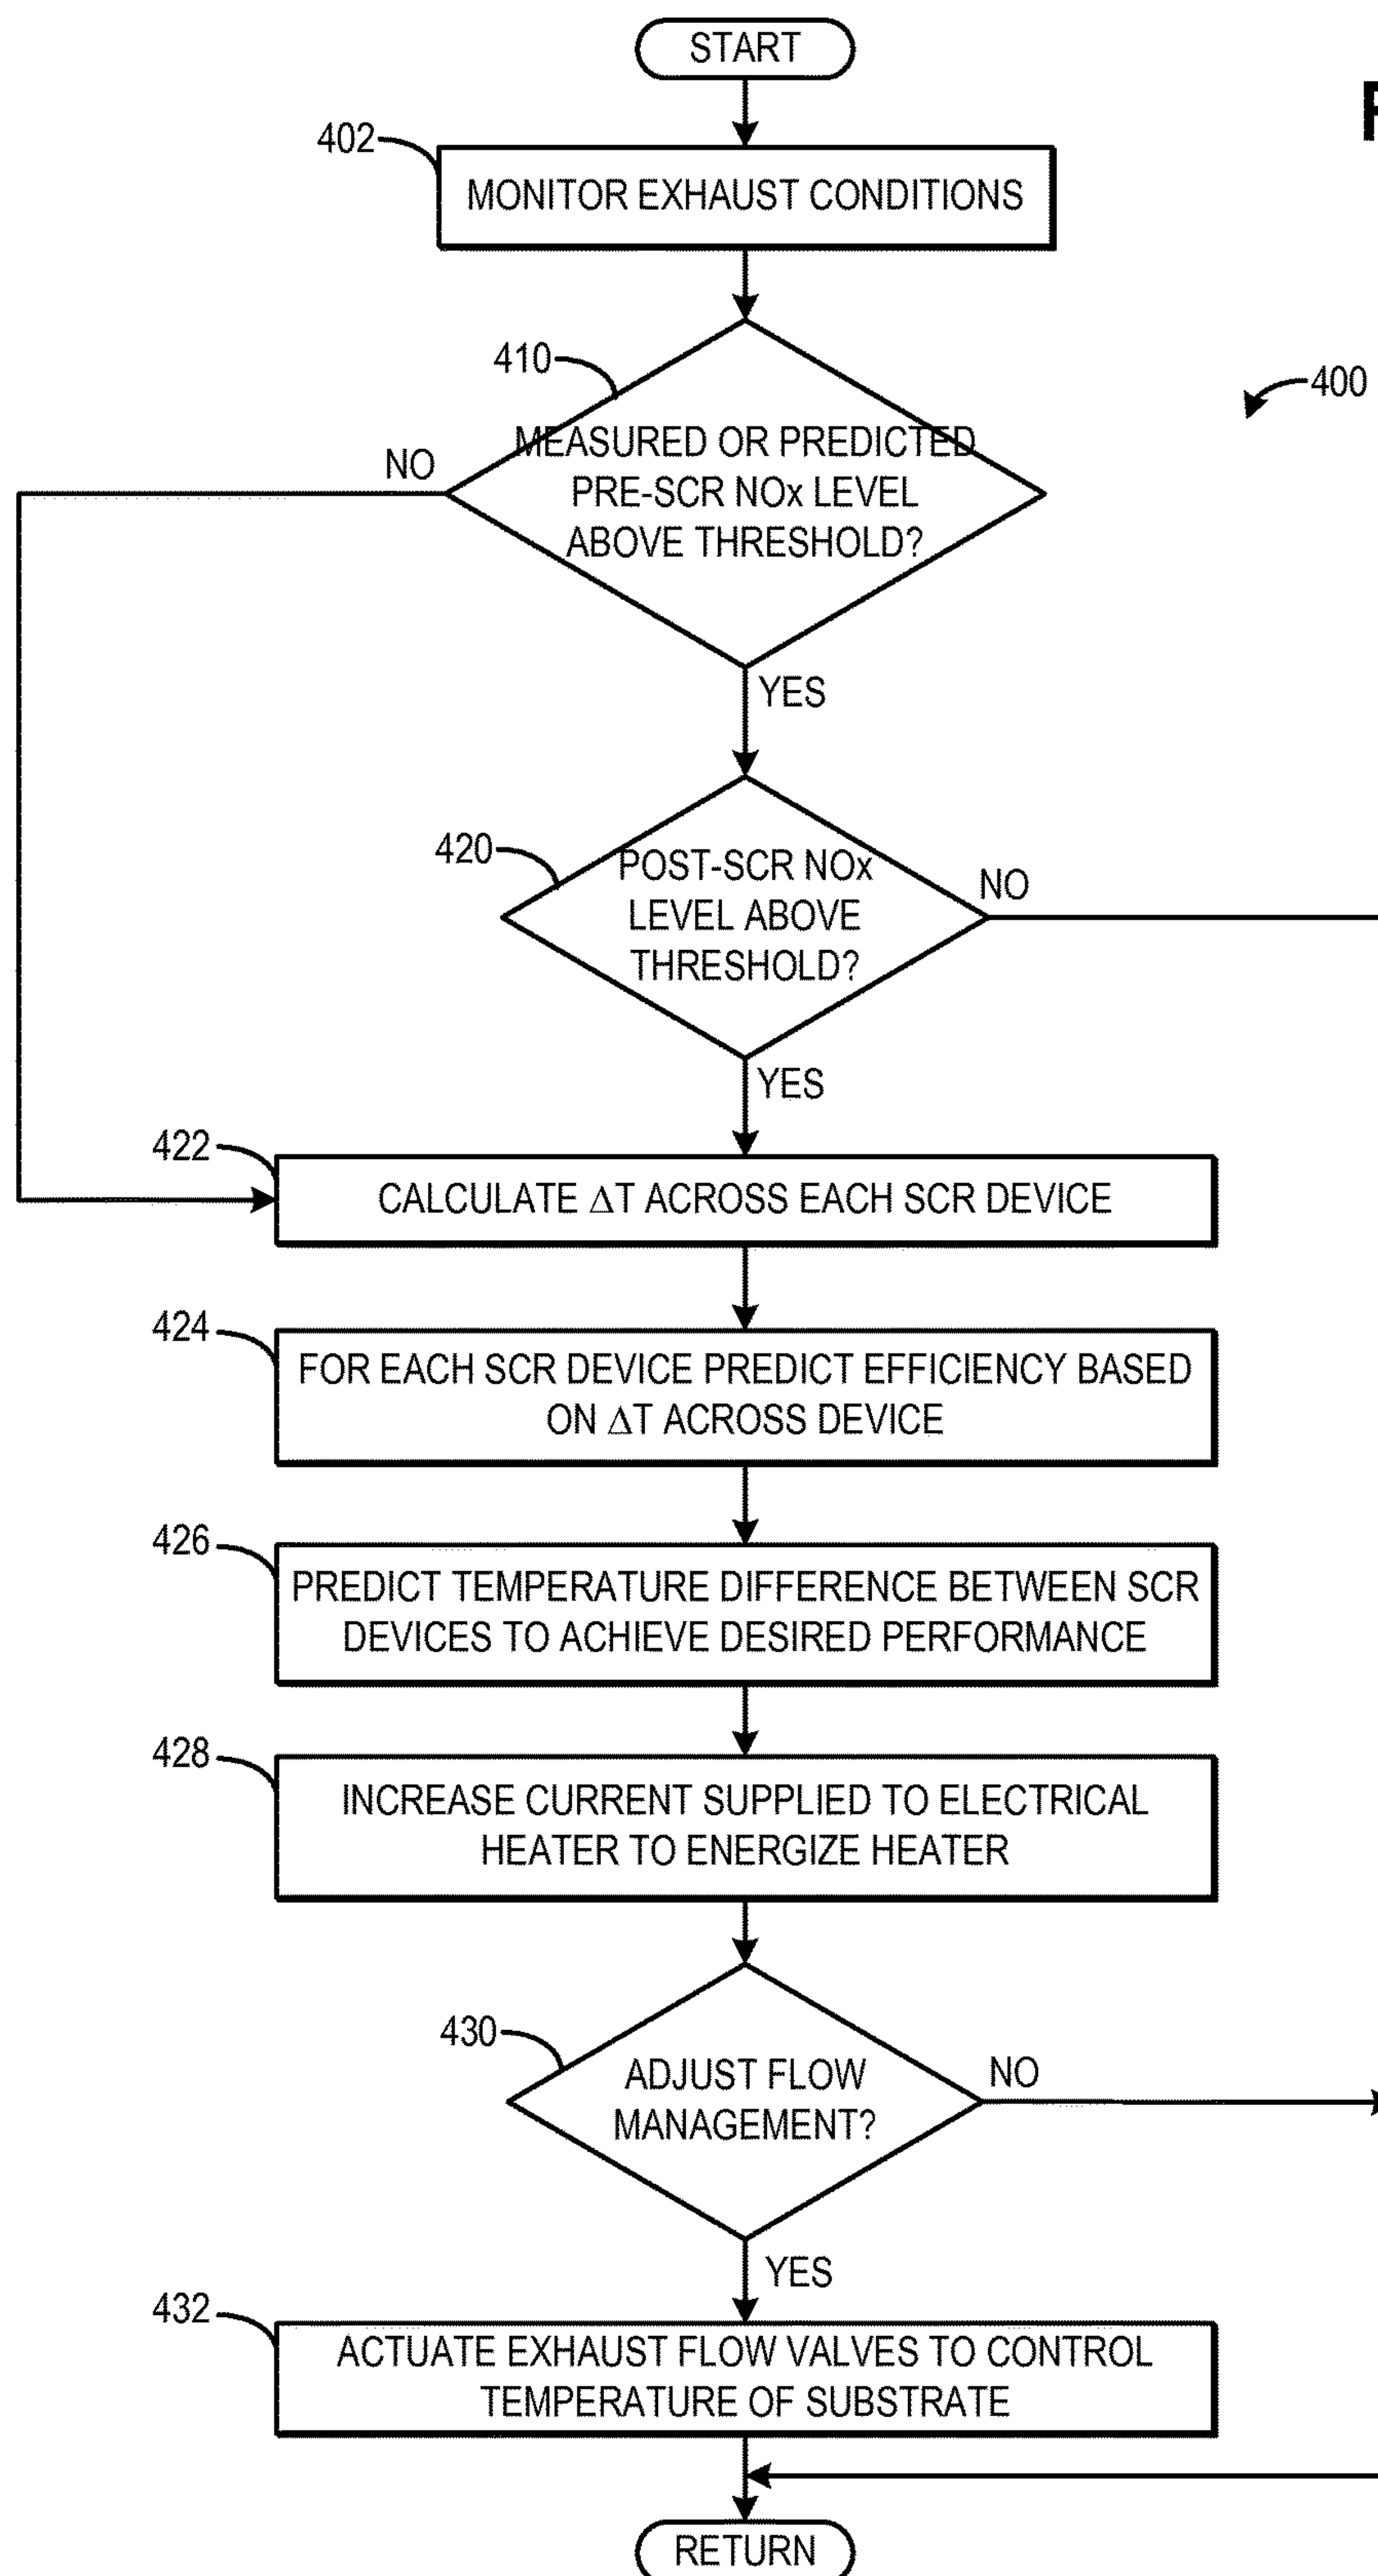 START
402
MONITOR EXHAUST CONDITIONS
410
400
MEASURED OR PREDICTED
PRE-SCR NOx LEVEL
ABOVE THRESHOLD?
NO
YES
420
POST-SCR NOx
LEVEL ABOVE
THRESHOLD?
NO
YES
422
CALCULATE ΔT ACROSS EACH SCR DEVICE
424
FOR EACH SCR DEVICE PREDICT EFFICIENCY BASED
ON ΔT ACROSS DEVICE
426
PREDICT TEMPERATURE DIFFERENCE BETWEEN SCR
DEVICES TO ACHIEVE DESIRED PERFORMANCE
428
INCREASE CURRENT SUPPLIED TO ELECTRICAL
HEATER TO ENERGIZE HEATER
430
ADJUST FLOW
MANAGEMENT?
NO
YES
432
ACTUATE EXHAUST FLOW VALVES TO CONTROL
TEMPERATURE OF SUBSTRATE
RETURN